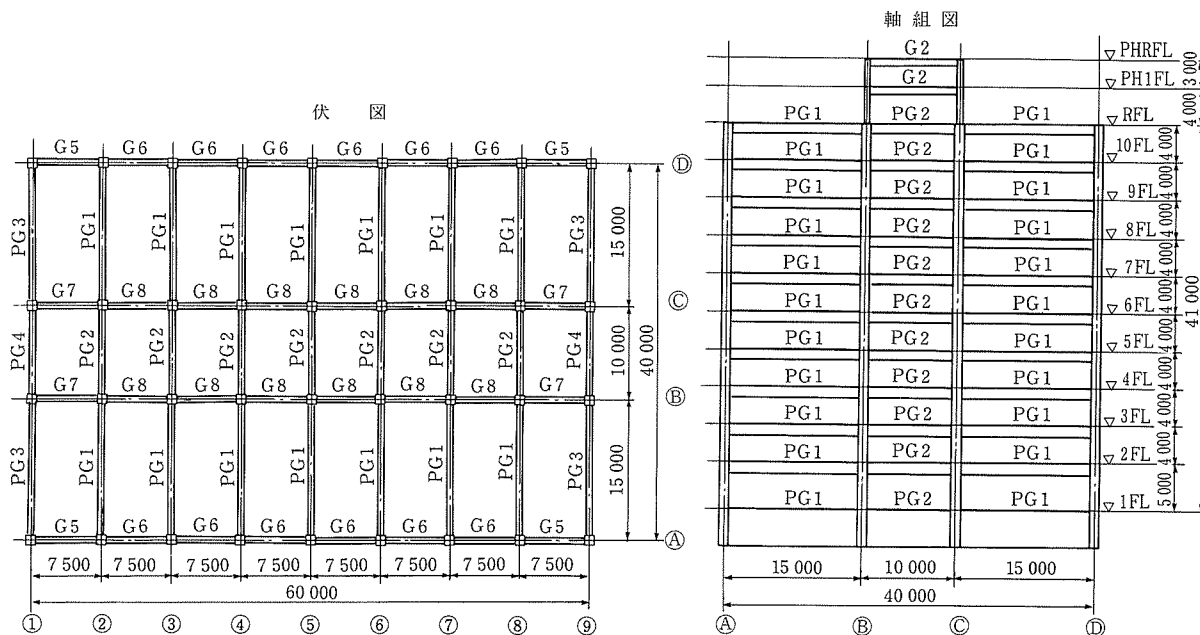 伏 図
G5 G6 G6 G6 G6 G6 G6 G5
Ⓓ
PG3 PG1 PG1 PG1 PG1 PG1 PG1 PG1 PG3
15 000
G7 G8 G8 G8 G8 G8 G8 G7
Ⓒ
PG4 PG2 PG2 PG2 PG2 PG2 PG2 PG2 PG4
10 000
40 000
G7 G8 G8 G8 G8 G8 G8 G7
Ⓑ
PG3 PG1 PG1 PG1 PG1 PG1 PG1 PG1 PG3
15 000
G5 G6 G6 G6 G6 G6 G6 G5
Ⓐ
7 500 7 500 7 500 7 500 7 500 7 500 7 500 7 500
60 000
① ② ③ ④ ⑤ ⑥ ⑦ ⑧ ⑨
軸 組 図
G2 ▽ PHRFL
3 000
G2 ▽ PH1FL
4 000
PG1 PG2 PG1 ▽ RFL
4 000
PG1 PG2 PG1 ▽ 10FL
4 000
PG1 PG2 PG1 ▽ 9FL
4 000
PG1 PG2 PG1 ▽ 8FL
4 000
PG1 PG2 PG1 ▽ 7FL
4 000
PG1 PG2 PG1 ▽ 6FL
4 000
PG1 PG2 PG1 ▽ 5FL
4 000
PG1 PG2 PG1 ▽ 4FL
4 000
PG1 PG2 PG1 ▽ 3FL
4 000
PG1 PG2 PG1 ▽ 2FL
5 000
PG1 PG2 PG1 ▽ 1FL
41 000
15 000 10 000 15 000
40 000
Ⓐ Ⓑ Ⓒ Ⓓ